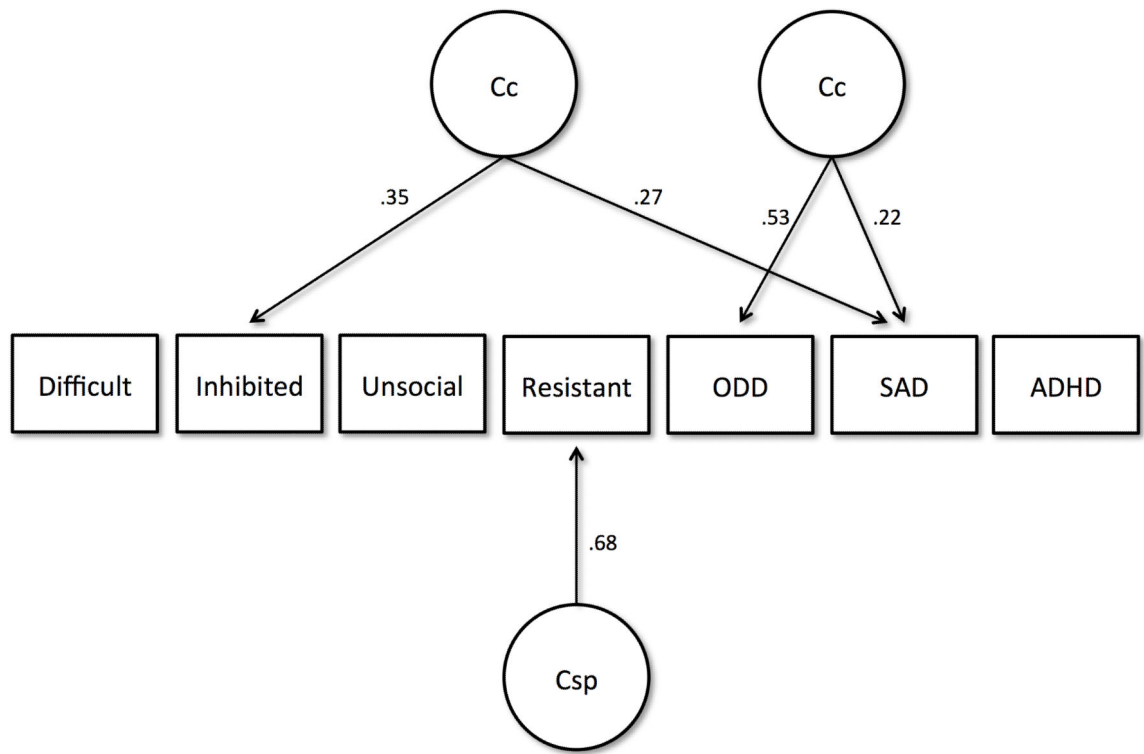 Cc
Cc
.35
.27
.53
.22
Difficult
Inhibited
Unsocial
Resistant
ODD
SAD
ADHD
.68
Csp